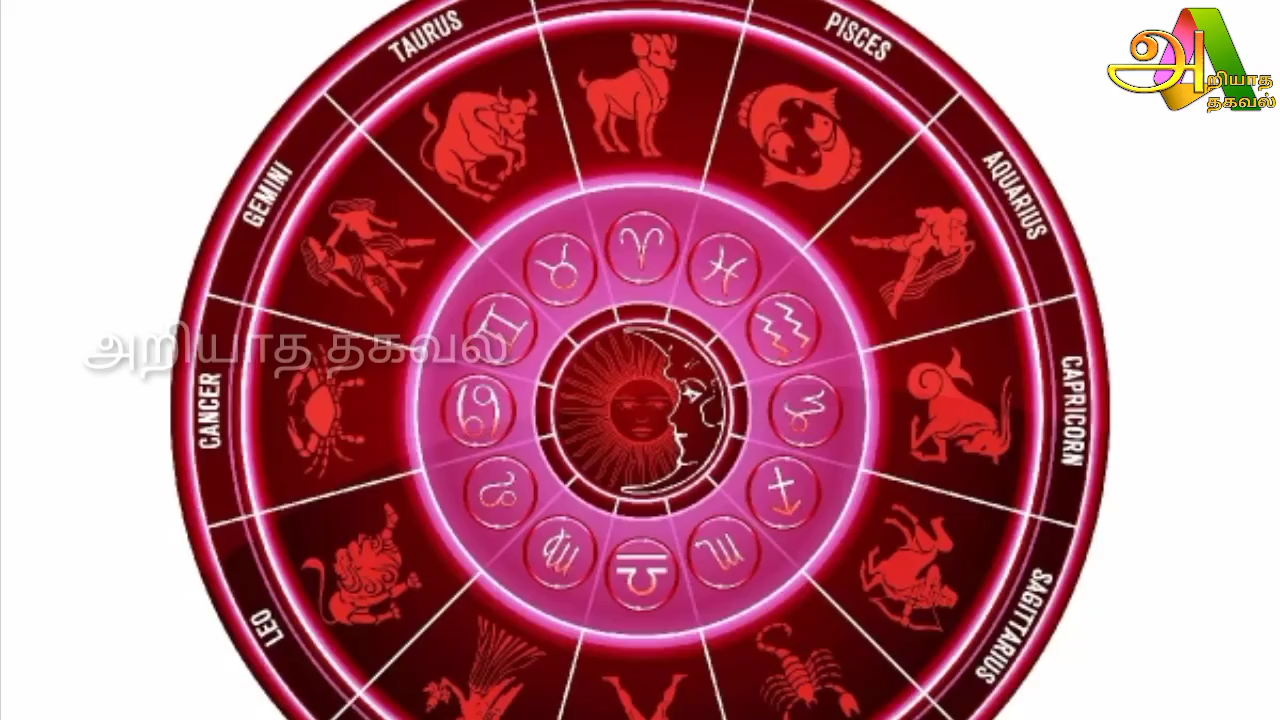 TAURUS
PISCES
அறியாத
தகவல்
GEMINI
AQUARIUS
அறியாத தகவல்
CANCER
CAPRICORN
LEO
SAGITTARIUS